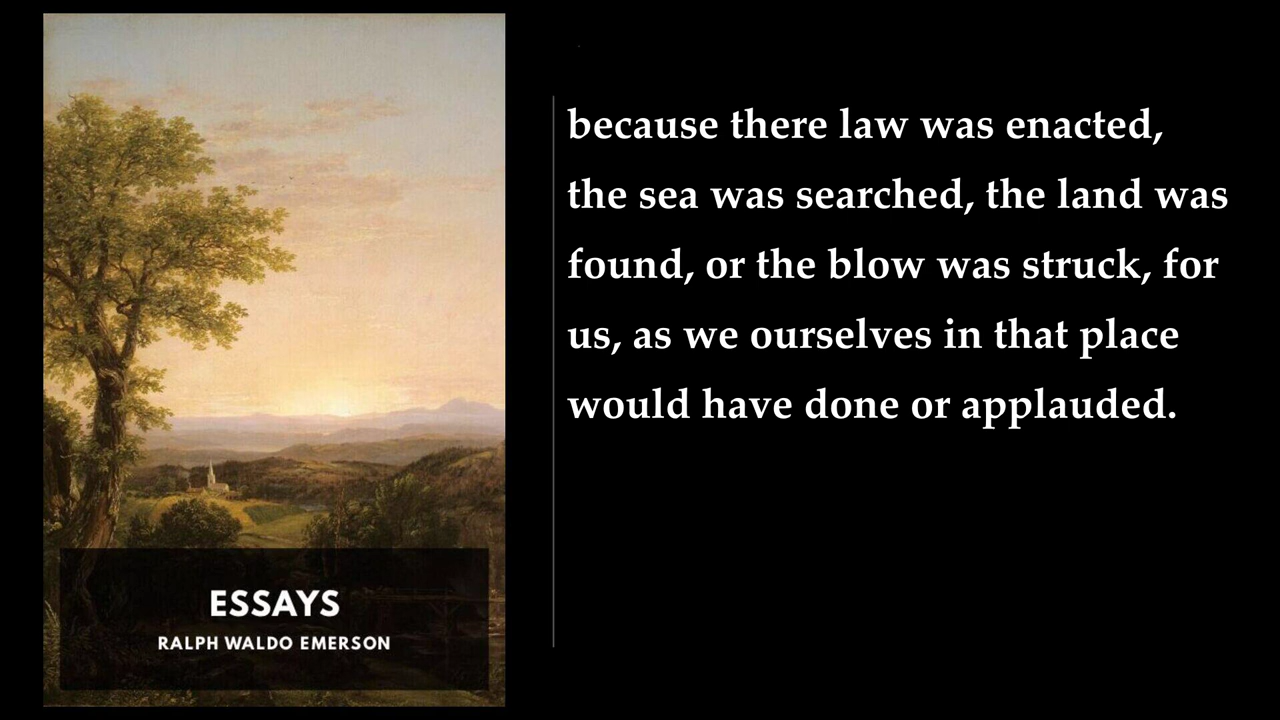 because there law was enacted,
the sea was searched, the land was
found, or the blow was struck, for
us, as we ourselves in that place
would have done or applauded.
ESSAYS
RALPH WALDO EMERSON